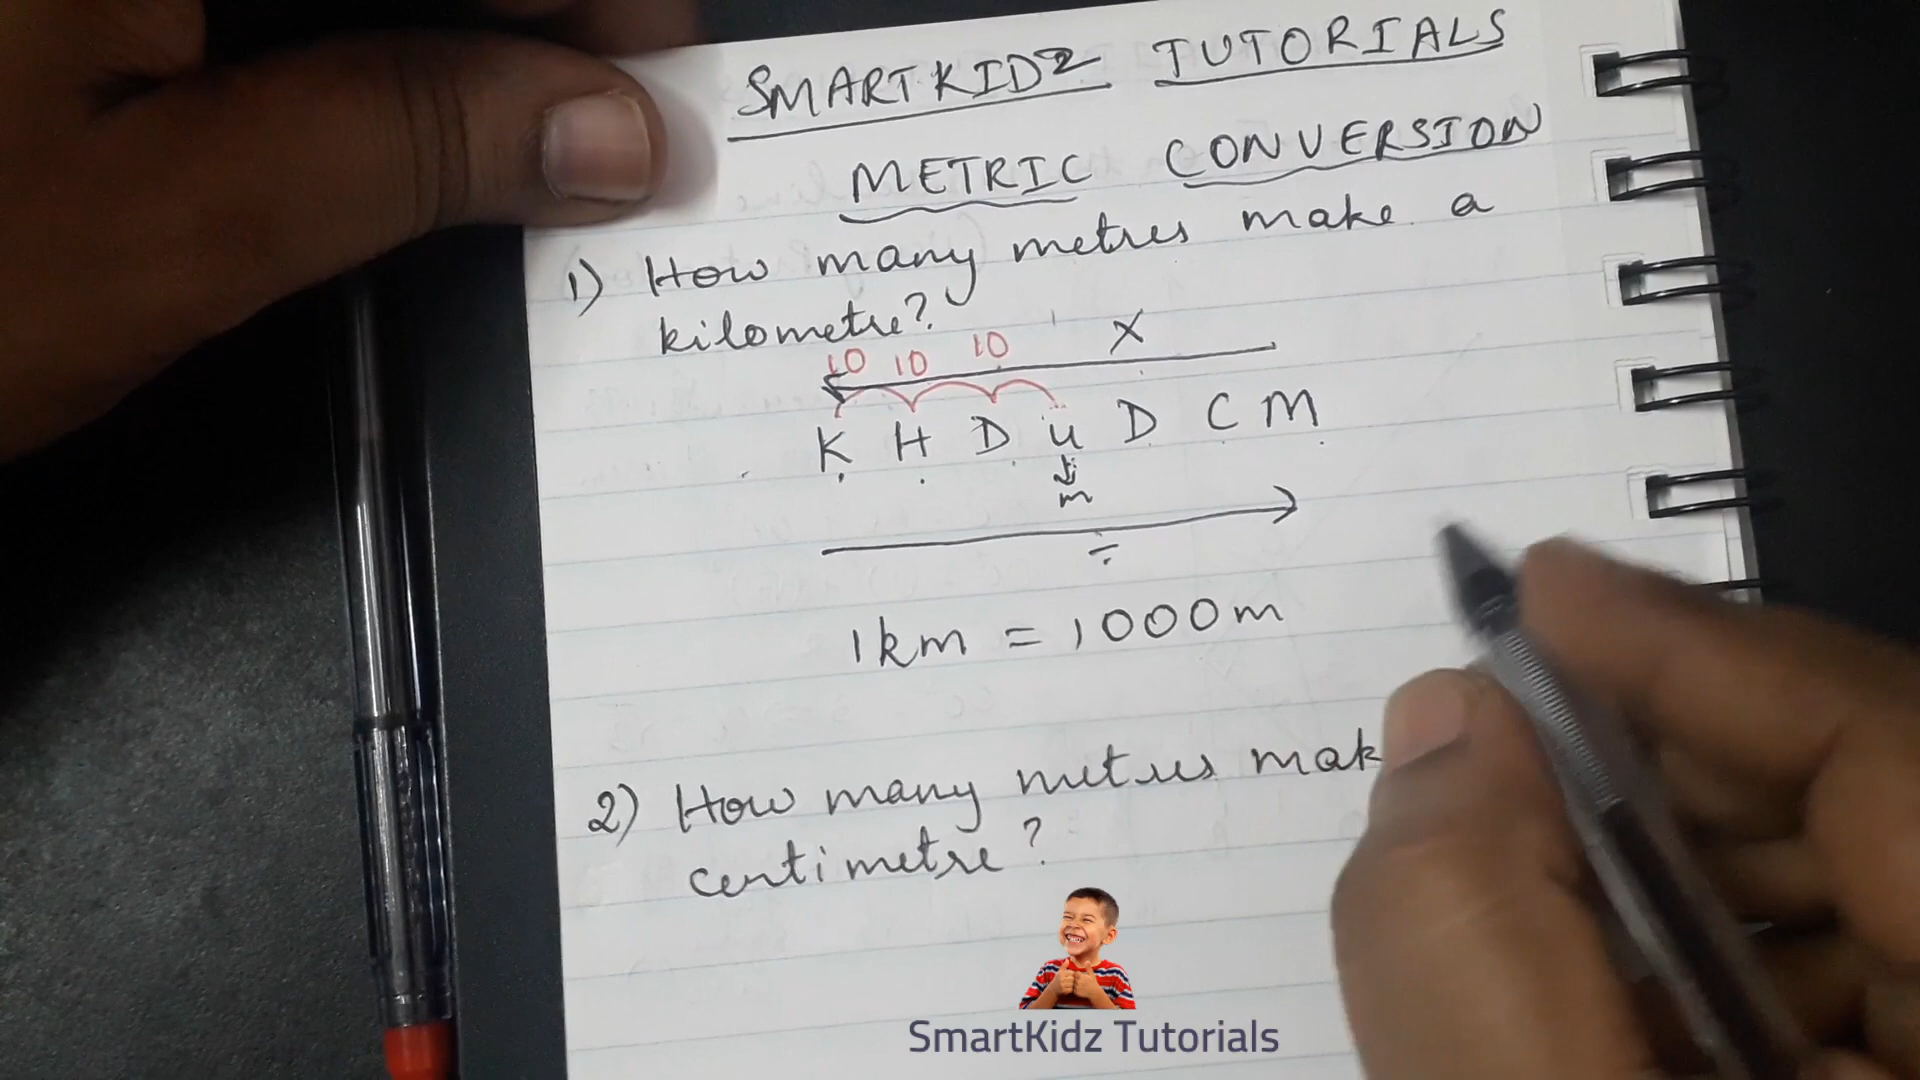 SMARTKIDZ TUTORIALS
METRIC CONVERSION
1) How many metres make a
kilometre?
X
10 10 10
K H D U D C M
m
÷
1km = 1000m
2) How many metres mak
centimetre?
SmartKidz Tutorials